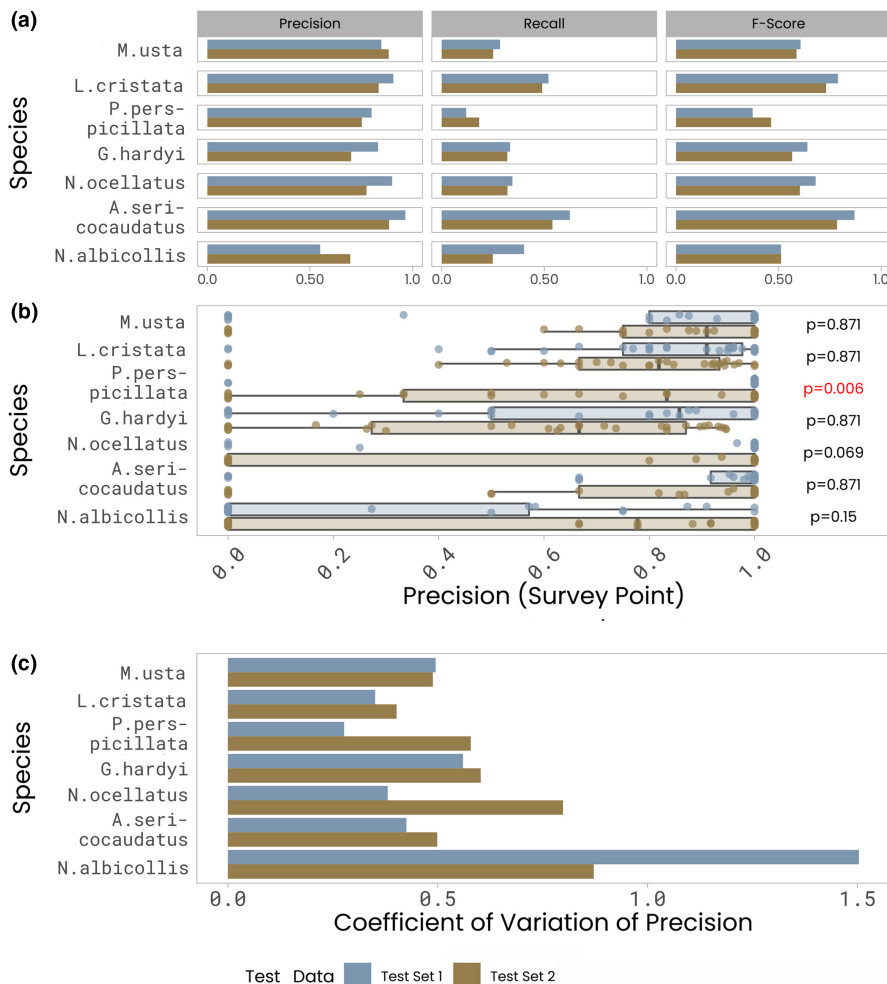 (a)
Precision Recall F-Score
Species
M.usta
L.cristata
P.pers-
picillata
G.hardyi
N.ocellatus
A.seri-
cocaudatus
N.albicollis
0.0 0.50 1.0 0.0 0.50 1.0 0.0 0.50 1.0
(b)
Species
M.usta p=0.871
L.cristata p=0.871
P.pers-
picillata p=0.006
G.hardyi p=0.871
N.ocellatus p=0.069
A.seri-
cocaudatus p=0.871
N.albicollis p=0.15
0.0 0.2 0.4 0.6 0.8 1.0
Precision (Survey Point)
(c)
Species
M.usta
L.cristata
P.pers-
picillata
G.hardyi
N.ocellatus
A.seri-
cocaudatus
N.albicollis
0.0 0.5 1.0 1.5
Coefficient of Variation of Precision
Test Data Test Set 1 Test Set 2